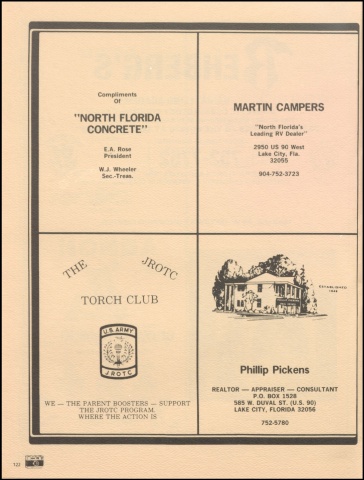 Compliments
Of
"NORTH FLORIDA
CONCRETE"
E.A. Rose
President
W.J. Wheeler
Sec.-Treas.
MARTIN CAMPERS
"North Florida's
Leading RV Dealer"
2950 US 90 West
Lake City, Fla.
32055
904-752-3723
THE JROTC
TORCH CLUB
U.S. ARMY
JROTC
WE — THE PARENT BOOSTERS — SUPPORT
THE JROTC PROGRAM.
WHERE THE ACTION IS
ESTABLISHED
Phillip Pickens
REALTOR — APPRAISER — CONSULTANT
P.O. BOX 1528
585 W. DUVAL ST. (U.S. 90)
LAKE CITY, FLORIDA 32056
752-5780
122